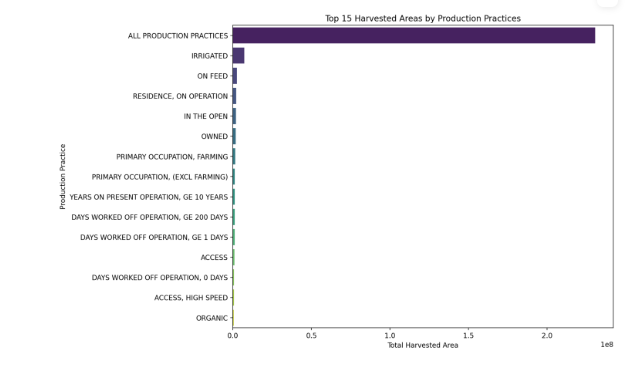 Top 15 Harvested Areas by Production Practices
Production Practice
ALL PRODUCTION PRACTICES
IRRIGATED
ON FEED
RESIDENCE, ON OPERATION
IN THE OPEN
OWNED
PRIMARY OCCUPATION, FARMING
PRIMARY OCCUPATION, (EXCL FARMING)
YEARS ON PRESENT OPERATION, GE 10 YEARS
DAYS WORKED OFF OPERATION, GE 200 DAYS
DAYS WORKED OFF OPERATION, GE 1 DAYS
ACCESS
DAYS WORKED OFF OPERATION, 0 DAYS
ACCESS, HIGH SPEED
ORGANIC
0.0 0.5 1.0 1.5 2.0
1e8
Total Harvested Area